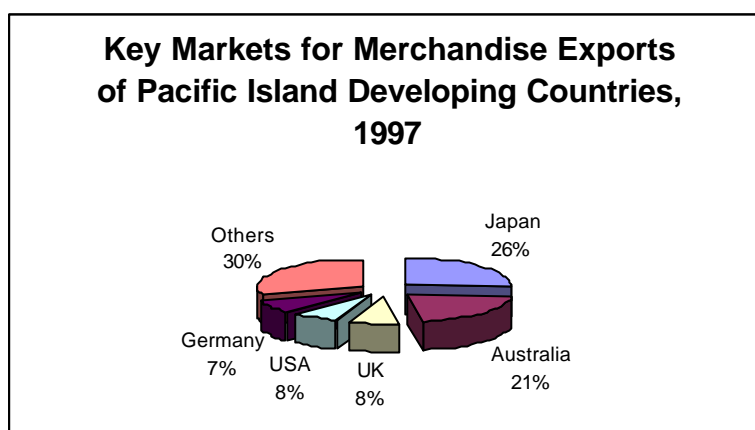 Key Markets for Merchandise Exports
of Pacific Island Developing Countries,
1997
Others
30%
Japan
26%
Germany
7%
USA
8%
UK
8%
Australia
21%